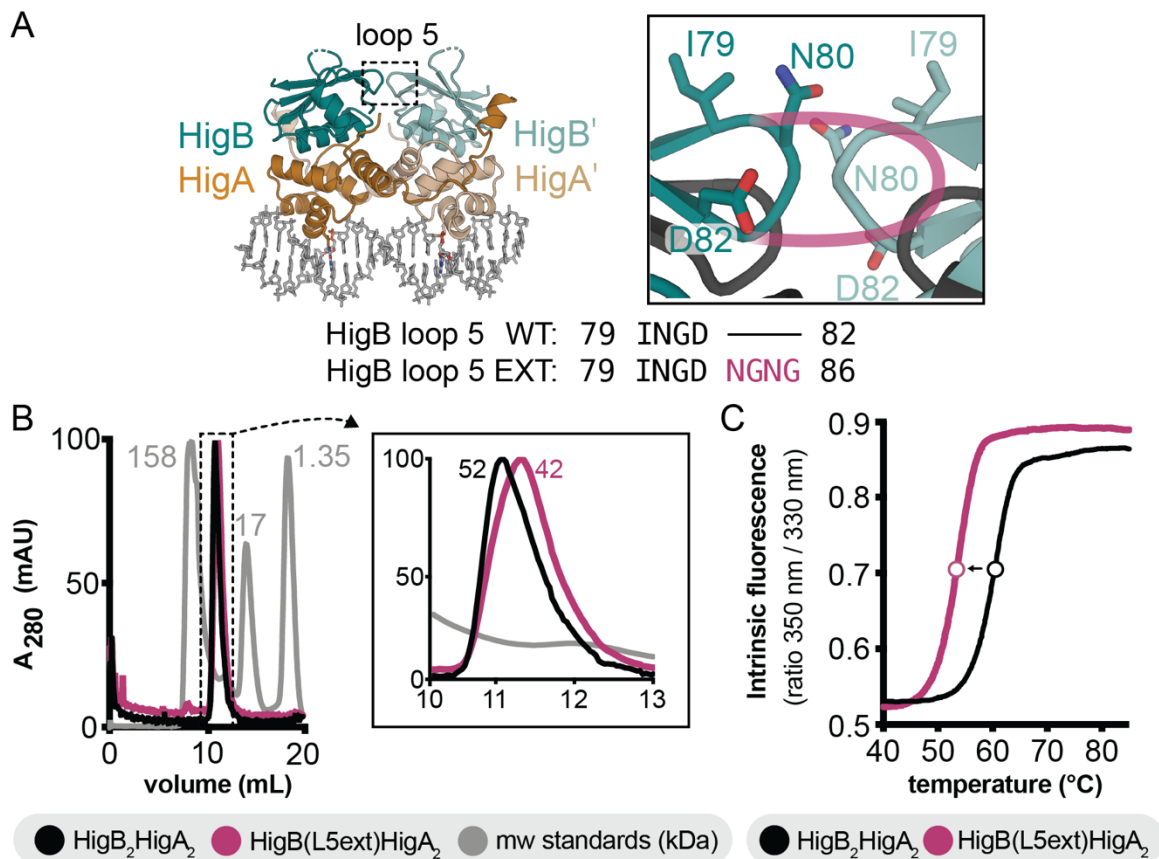 A
loop 5
HigB
HigB'
HigA
HigA'
I79
N80
I79
N80
D82
D82
HigB loop 5 WT: 79 INGD —— 82
HigB loop 5 EXT: 79 INGD NGNG 86
B
100
50
0
A280 (mAU)
158
17
1.35
0 10 20
volume (mL)
100
50
0
52
42
10 11 12 13
C
0.9
0.8
0.7
0.6
0.5
Intrinsic fluorescence
(ratio 350 nm / 330 nm)
40 50 60 70 80
temperature (°C)
HigB2HigA2 HigB(L5ext)HigA2 mw standards (kDa)
HigB2HigA2 HigB(L5ext)HigA2